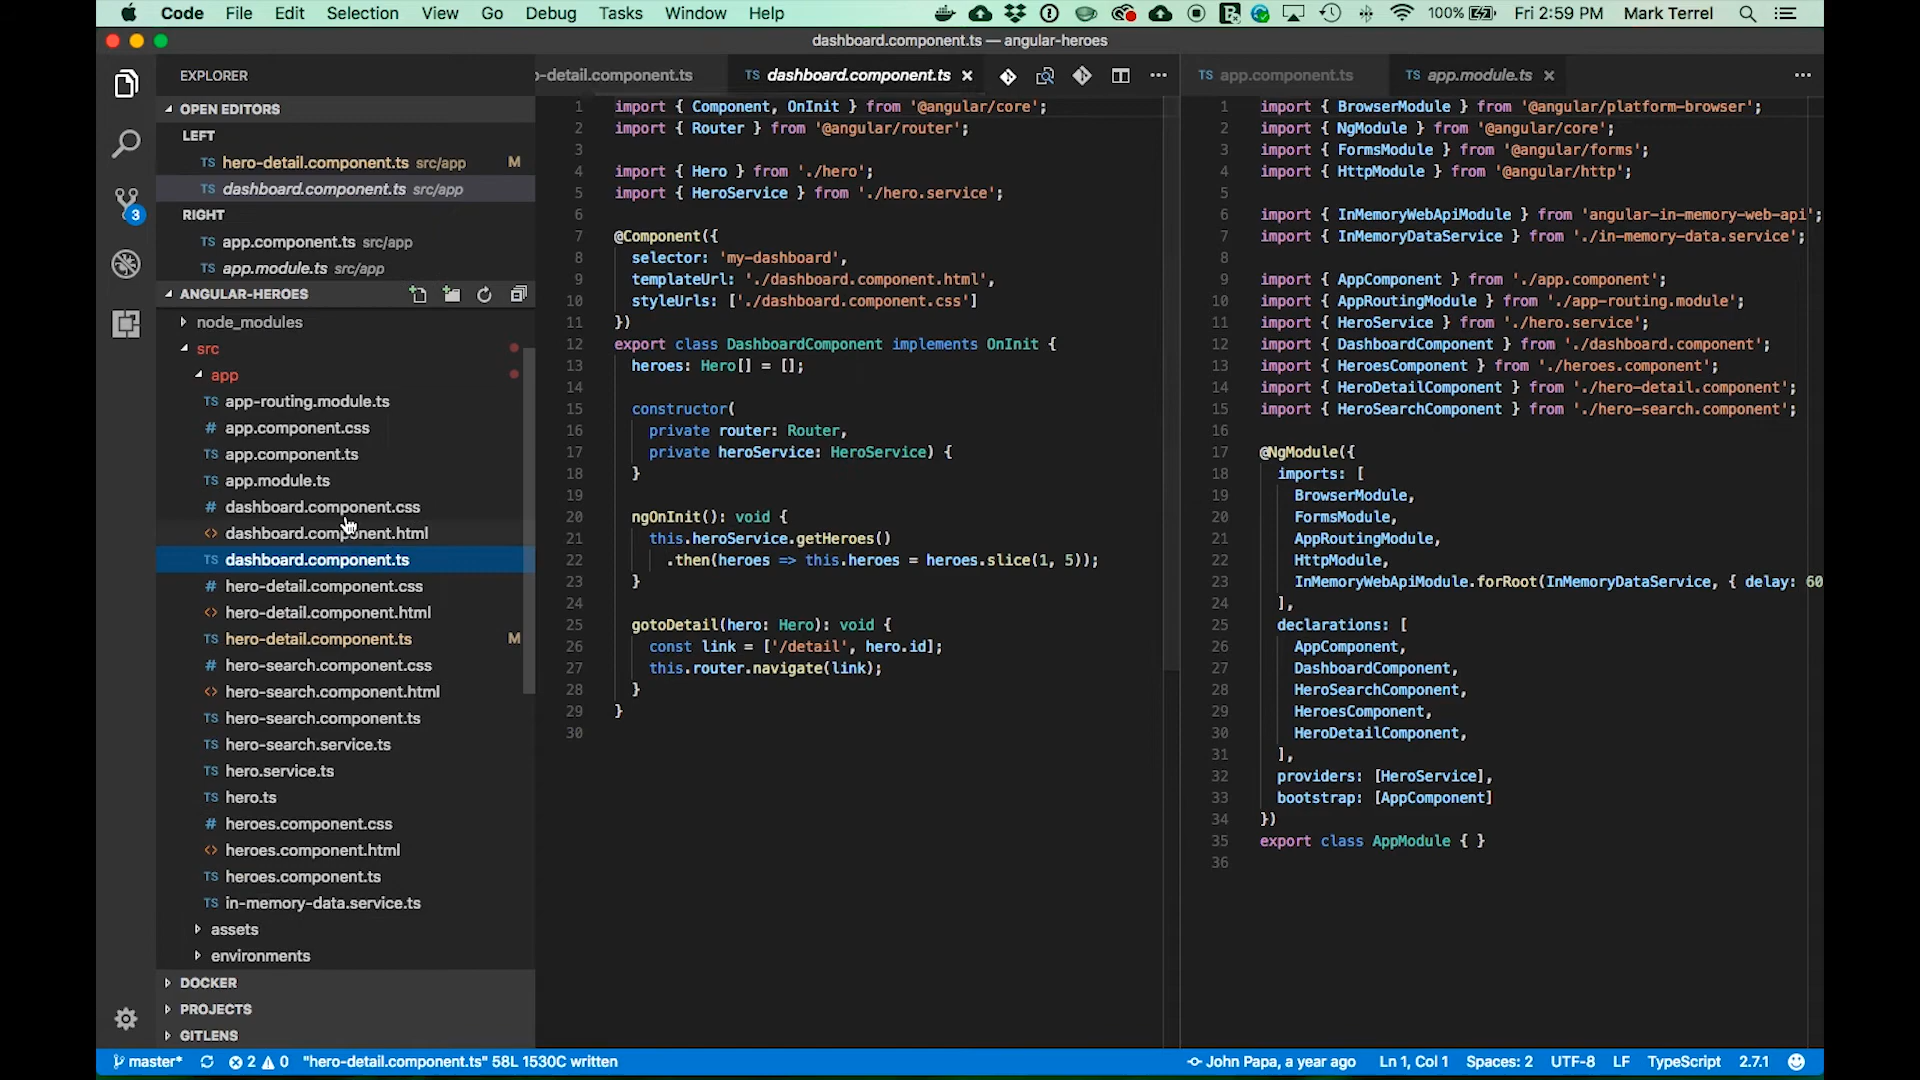 Code File Edit Selection View Go Debug Tasks Window Help 100% Fri 2:59 PM Mark Terrel
dashboard.component.ts — angular-heroes
EXPLORER
OPEN EDITORS
LEFT
TS hero-detail.component.ts src/app M
TS dashboard.component.ts src/app
RIGHT
TS app.component.ts src/app
TS app.module.ts src/app
ANGULAR-HEROES
node_modules
src
app
TS app-routing.module.ts
# app.component.css
TS app.component.ts
TS app.module.ts
# dashboard.component.css
<> dashboard.component.html
TS dashboard.component.ts
# hero-detail.component.css
<> hero-detail.component.html
TS hero-detail.component.ts M
# hero-search.component.css
<> hero-search.component.html
TS hero-search.component.ts
TS hero-search.service.ts
TS hero.service.ts
TS hero.ts
# heroes.component.css
<> heroes.component.html
TS heroes.component.ts
TS in-memory-data.service.ts
assets
environments
DOCKER
PROJECTS
GITLENS
3
o-detail.component.ts TS dashboard.component.ts
1 import { Component, OnInit } from '@angular/core';
2 import { Router } from '@angular/router';
3
4 import { Hero } from './hero';
5 import { HeroService } from './hero.service';
6
7 @Component({
8 selector: 'my-dashboard',
9 templateUrl: './dashboard.component.html',
10 styleUrls: ['./dashboard.component.css']
11 })
12 export class DashboardComponent implements OnInit {
13 heroes: Hero[] = [];
14
15 constructor(
16 private router: Router,
17 private heroService: HeroService) {
18 }
19
20 ngOnInit(): void {
21 this.heroService.getHeroes()
22 .then(heroes => this.heroes = heroes.slice(1, 5));
23 }
24
25 gotoDetail(hero: Hero): void {
26 const link = ['/detail', hero.id];
27 this.router.navigate(link);
28 }
29 }
30
TS app.component.ts TS app.module.ts
1 import { BrowserModule } from '@angular/platform-browser';
2 import { NgModule } from '@angular/core';
3 import { FormsModule } from '@angular/forms';
4 import { HttpModule } from '@angular/http';
5
6 import { InMemoryWebApiModule } from 'angular-in-memory-web-api';
7 import { InMemoryDataService } from './in-memory-data.service';
8
9 import { AppComponent } from './app.component';
10 import { AppRoutingModule } from './app-routing.module';
11 import { HeroService } from './hero.service';
12 import { DashboardComponent } from './dashboard.component';
13 import { HeroesComponent } from './heroes.component';
14 import { HeroDetailComponent } from './hero-detail.component';
15 import { HeroSearchComponent } from './hero-search.component';
16
17 @NgModule({
18 imports: [
19 BrowserModule,
20 FormsModule,
21 AppRoutingModule,
22 HttpModule,
23 InMemoryWebApiModule.forRoot(InMemoryDataService, { delay: 60
24 ],
25 declarations: [
26 AppComponent,
27 DashboardComponent,
28 HeroSearchComponent,
29 HeroesComponent,
30 HeroDetailComponent,
31 ],
32 providers: [HeroService],
33 bootstrap: [AppComponent]
34 })
35 export class AppModule { }
36
master* 2 0 "hero-detail.component.ts" 58L 1530C written John Papa, a year ago Ln 1, Col 1 Spaces: 2 UTF-8 LF TypeScript 2.7.1